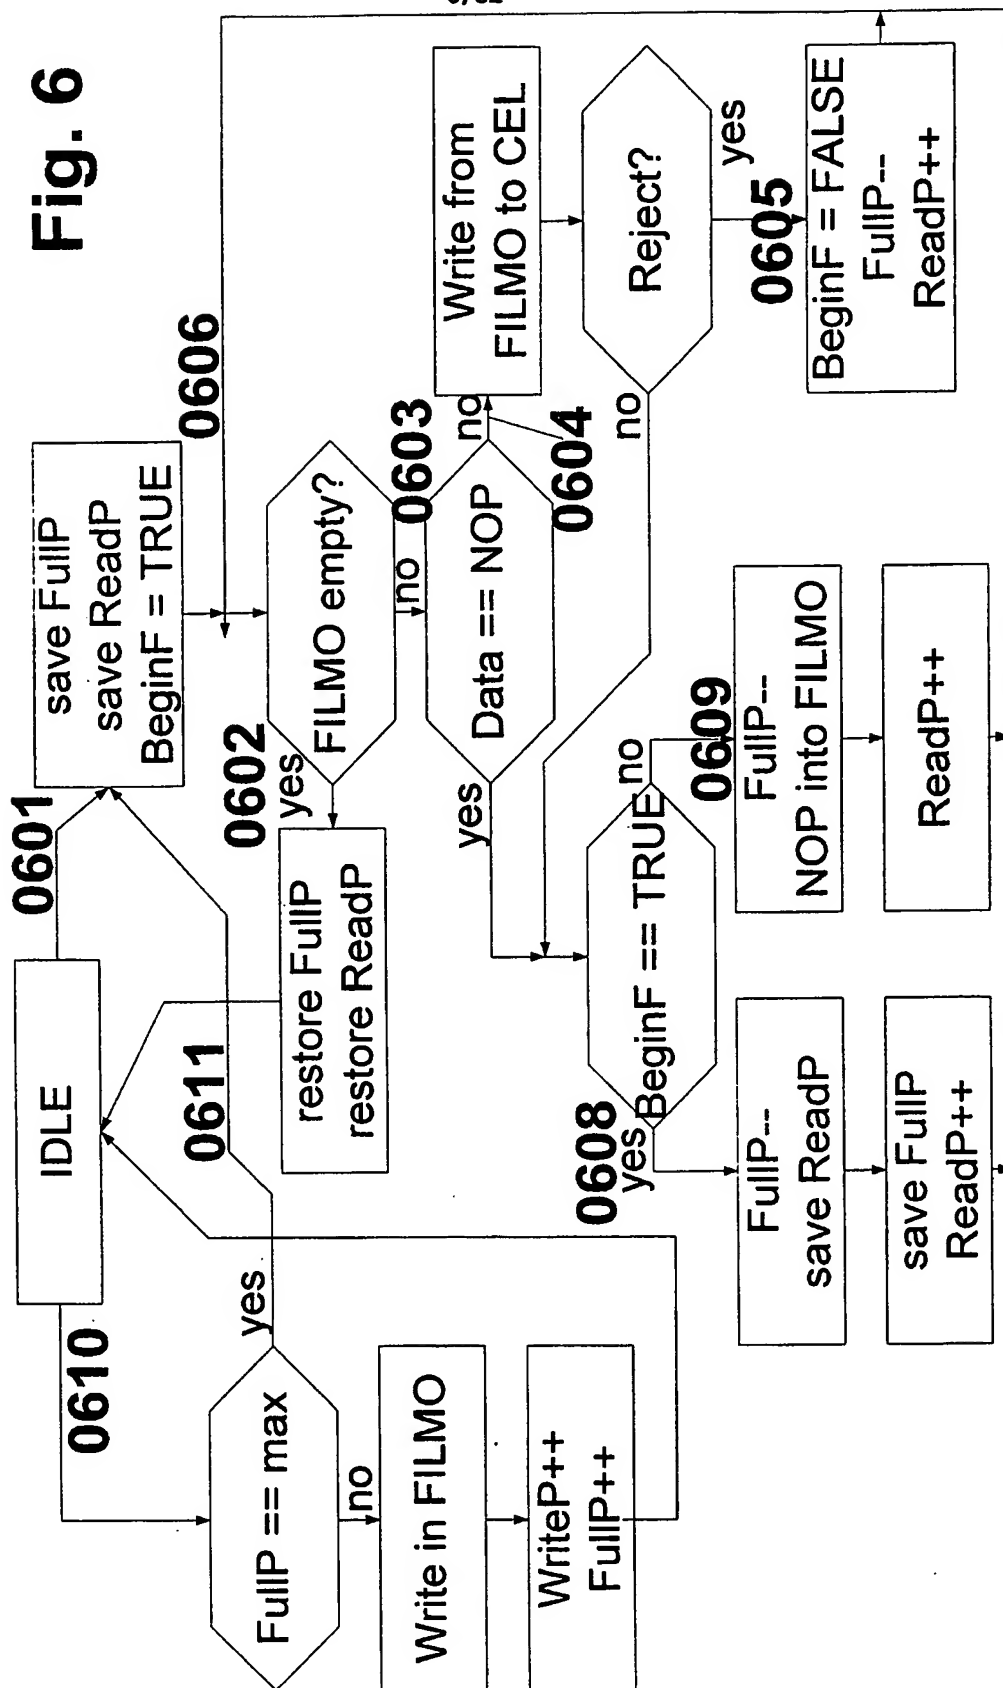 Fig. 6
IDLE
0601
0610
save FullP
save ReadP
BeginF = TRUE
0606
FullP == max
yes
no
0611
Write in FILMO
WriteP++
FullP++
FILMO empty?
0602
yes
no
restore FullP
restore ReadP
0603
Data == NOP
yes
no
0604
Write from
FILMO to CEL
Reject?
no
yes
0605
BeginF = FALSE
FullP--
ReadP++
BeginF == TRUE
0608
yes
no
0609
FullP--
save ReadP
save FullP
ReadP++
FullP--
NOP into FILMO
ReadP++